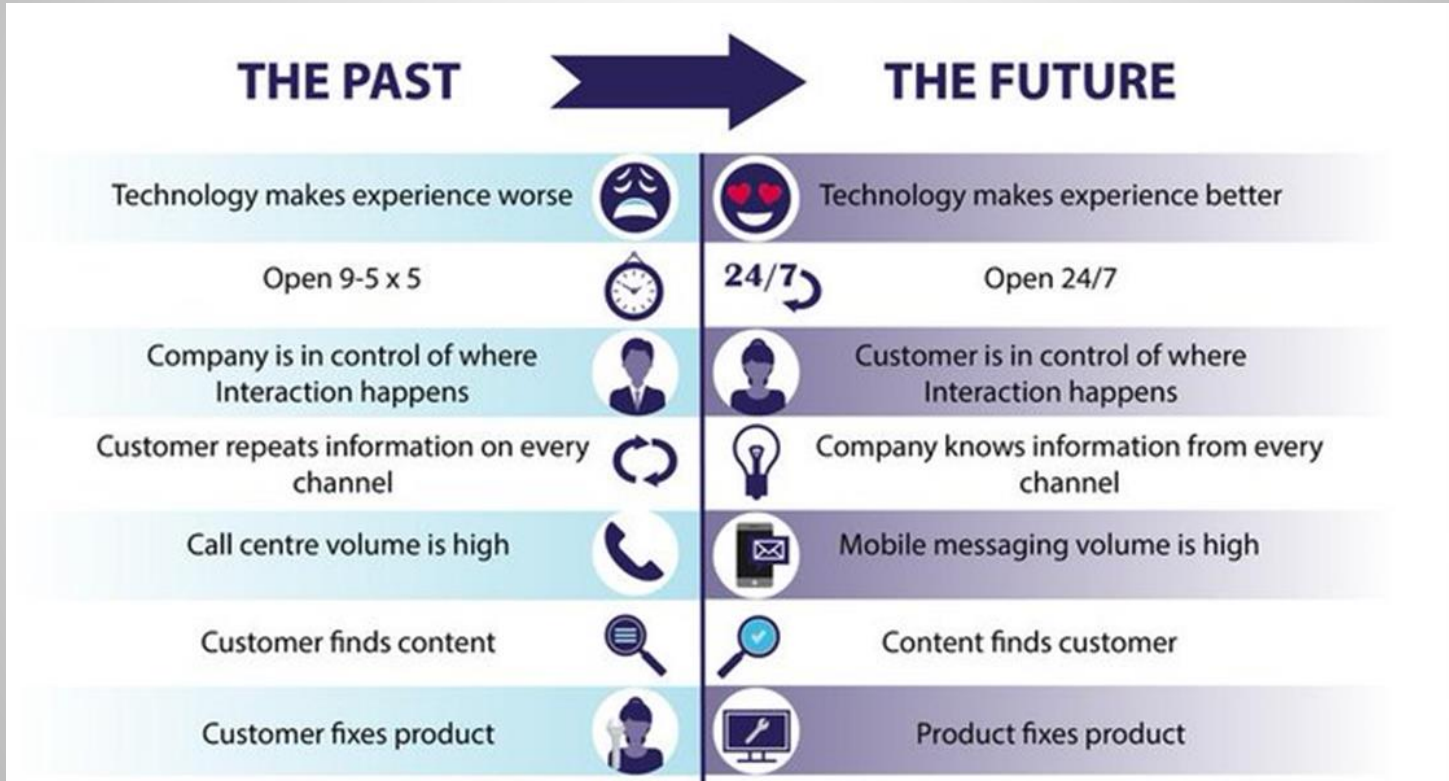 THE PAST
THE FUTURE
Technology makes experience worse
Technology makes experience better
Open 9-5 x 5
24/7
Open 24/7
Company is in control of where
Interaction happens
Customer is in control of where
Interaction happens
Customer repeats information on every
channel
Company knows information from every
channel
Call centre volume is high
Mobile messaging volume is high
Customer finds content
Content finds customer
Customer fixes product
Product fixes product